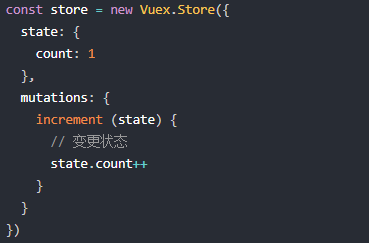 const store = new Vuex.Store({
  state: {
    count: 1
  },
  mutations: {
    increment (state) {
      // 变更状态
      state.count++
    }
  }
})